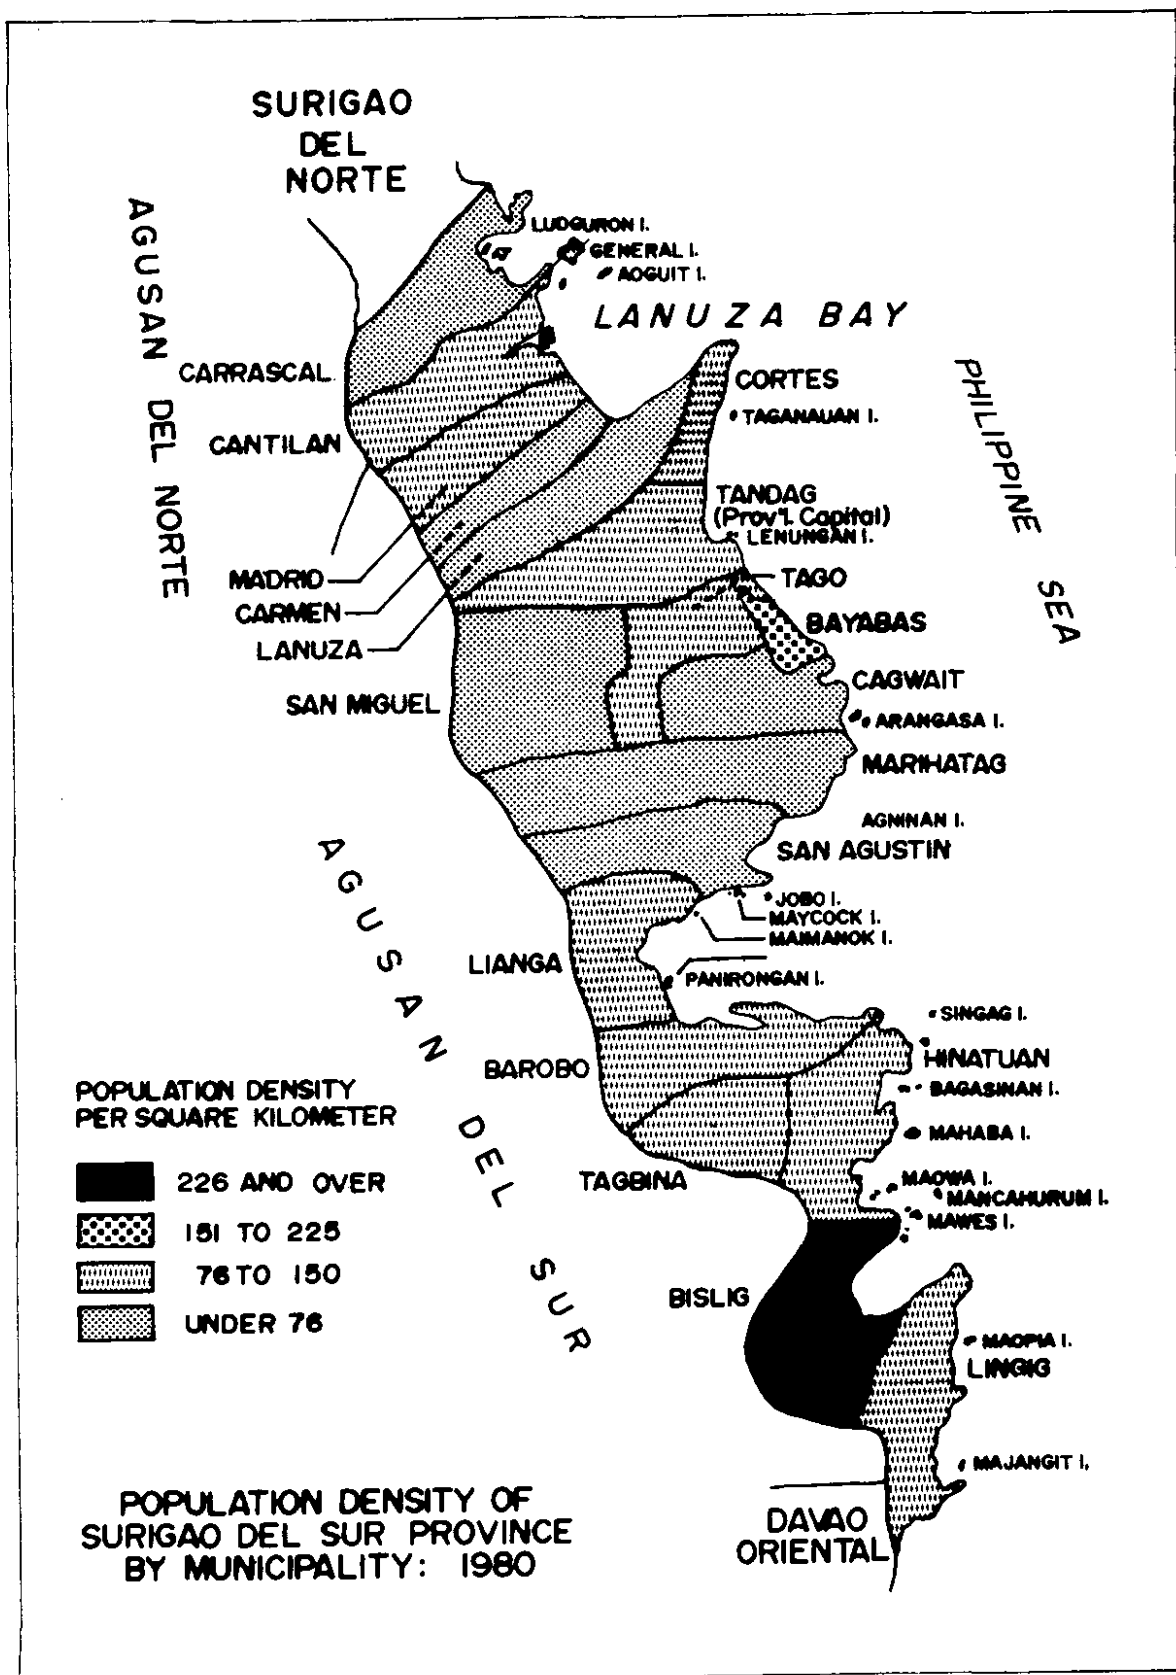 SURIGAO
DEL
NORTE
AGUSAN DEL NORTE
LUDGURON I.
GENERAL I.
AOGUIT I.
LANUZA BAY
PHILIPPINE SEA
CARRASCAL
CORTES
TAGANAUAN I.
CANTILAN
TANDAG
(Prov'l. Capital)
LENUNGAN I.
MADRID
TAGO
CARMEN
BAYABAS
LANUZA
CAGWAIT
SAN MIGUEL
ARANGASA I.
MARIHATAG
AGNINAN I.
SAN AGUSTIN
AGUSAN DEL SUR
JOBO I.
MAYCOCK I.
MAIMANOK I.
LIANGA
PANIRONGAN I.
SINGAG I.
BAROBO
HINATUAN
BAGASINAN I.
MAHABA I.
TAGBINA
MAOWA I.
MANCAHURUM I.
MAWES I.
BISLIG
MAOPIA I.
LINGIG
MAJANGIT I.
DAVAO
ORIENTAL
POPULATION DENSITY
PER SQUARE KILOMETER
226 AND OVER
151 TO 225
76 TO 150
UNDER 76
POPULATION DENSITY OF
SURIGAO DEL SUR PROVINCE
BY MUNICIPALITY: 1980